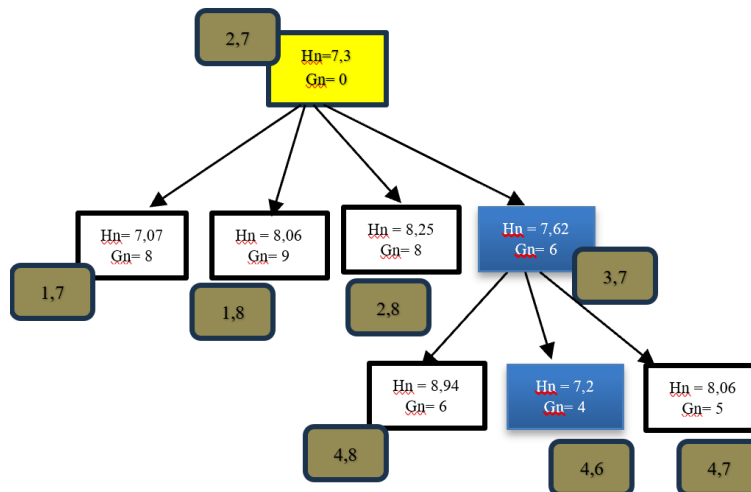 2,7
Hn=7,3
Gn= 0
Hn= 7,07
Gn= 8
Hn = 8,06
Gn= 9
Hn = 8,25
Gn= 8
Hn = 7,62
Gn= 6
1,7
1,8
2,8
3,7
Hn = 8,94
Gn= 6
Hn = 7,2
Gn= 4
Hn = 8,06
Gn= 5
4,8
4,6
4,7